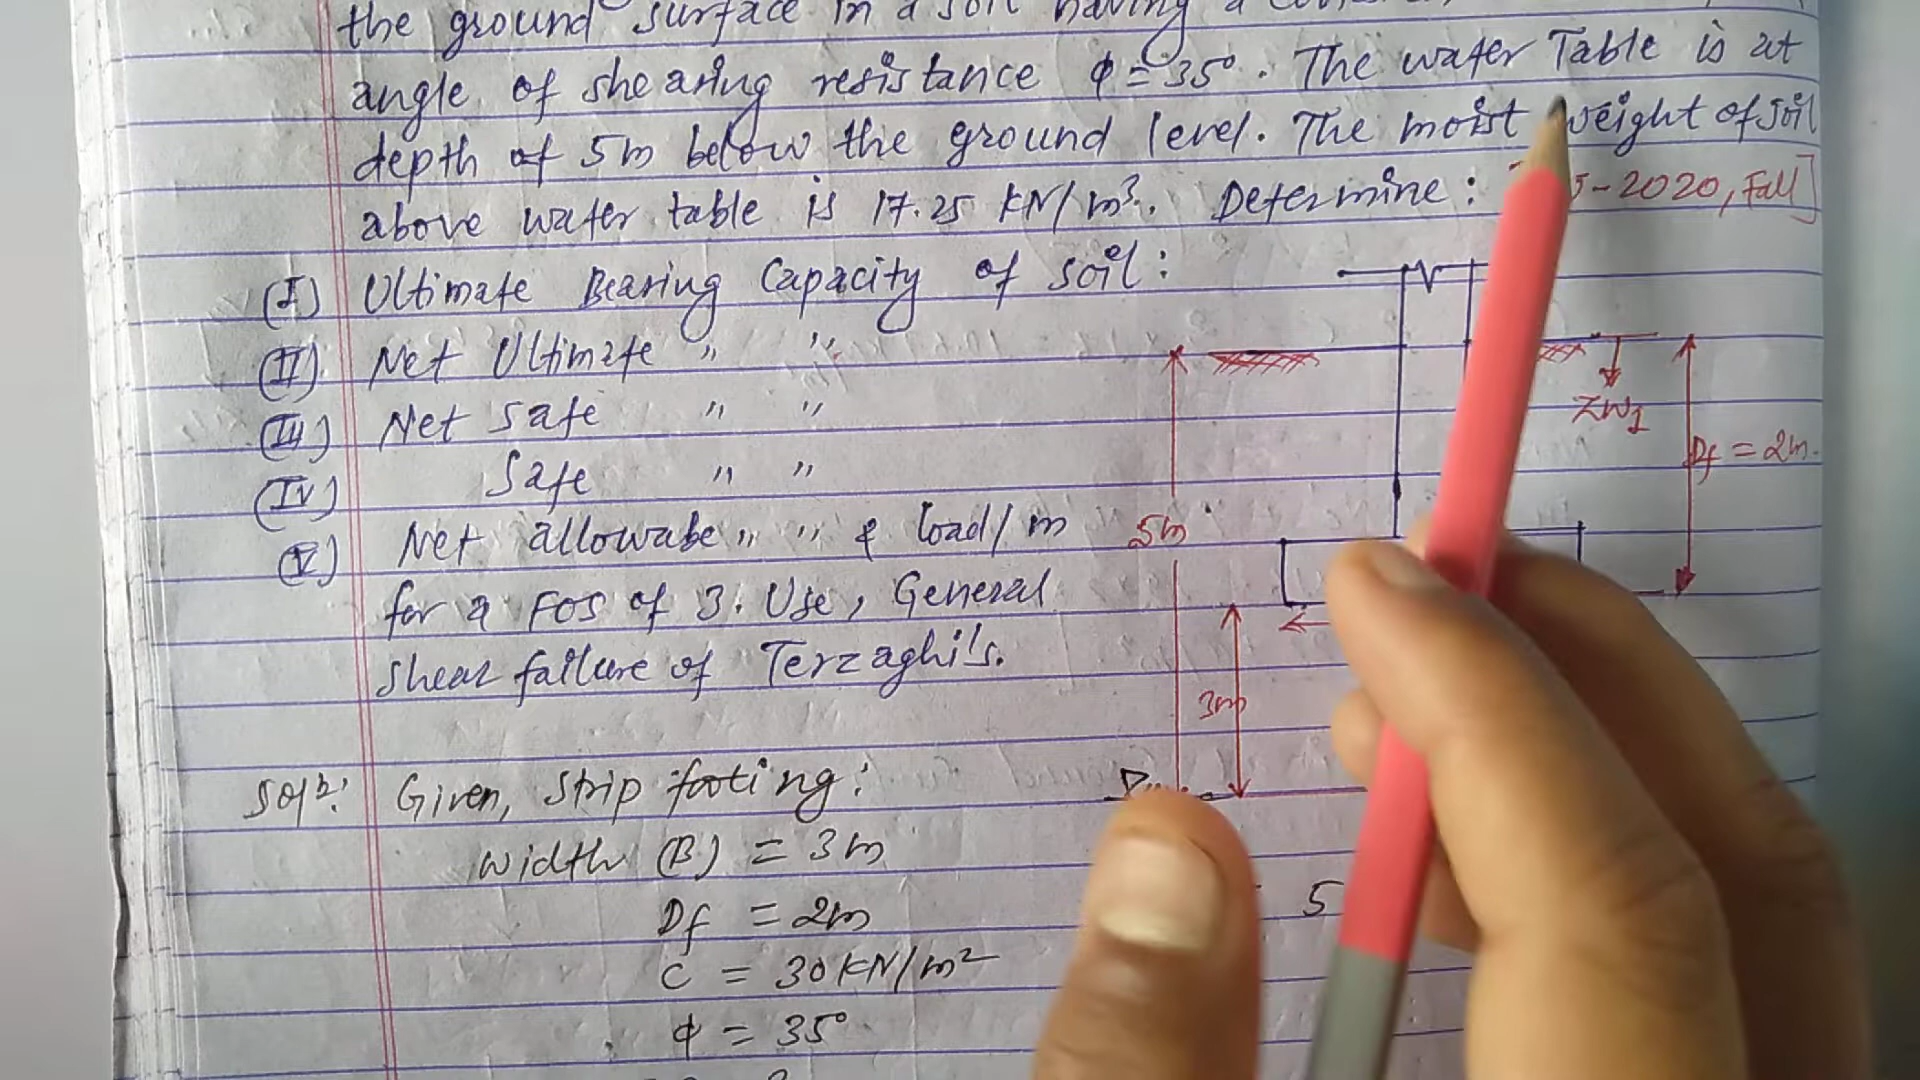 the ground surface in a soil having a
angle of shearing resistance φ = 35°. The water Table is at
depth of 5m below the ground level. The moist weight of soil
above water table is 17.25 KN/m³. Determine :
-2020, Fall]
(I) Ultimate Bearing Capacity of soil :
(II) Net Ultimate " "
(III) Net safe " "
(IV) Safe " "
(V) Net allowabe " " & load/m
for a FOS of 3. Use, General
shear failure of Terzaghi's.
Zw1
Df = 2m.
5m
3m
Solⁿ: Given, strip footing :
width (B) = 3m
Df = 2m
C = 30 KN/m²
φ = 35°
5